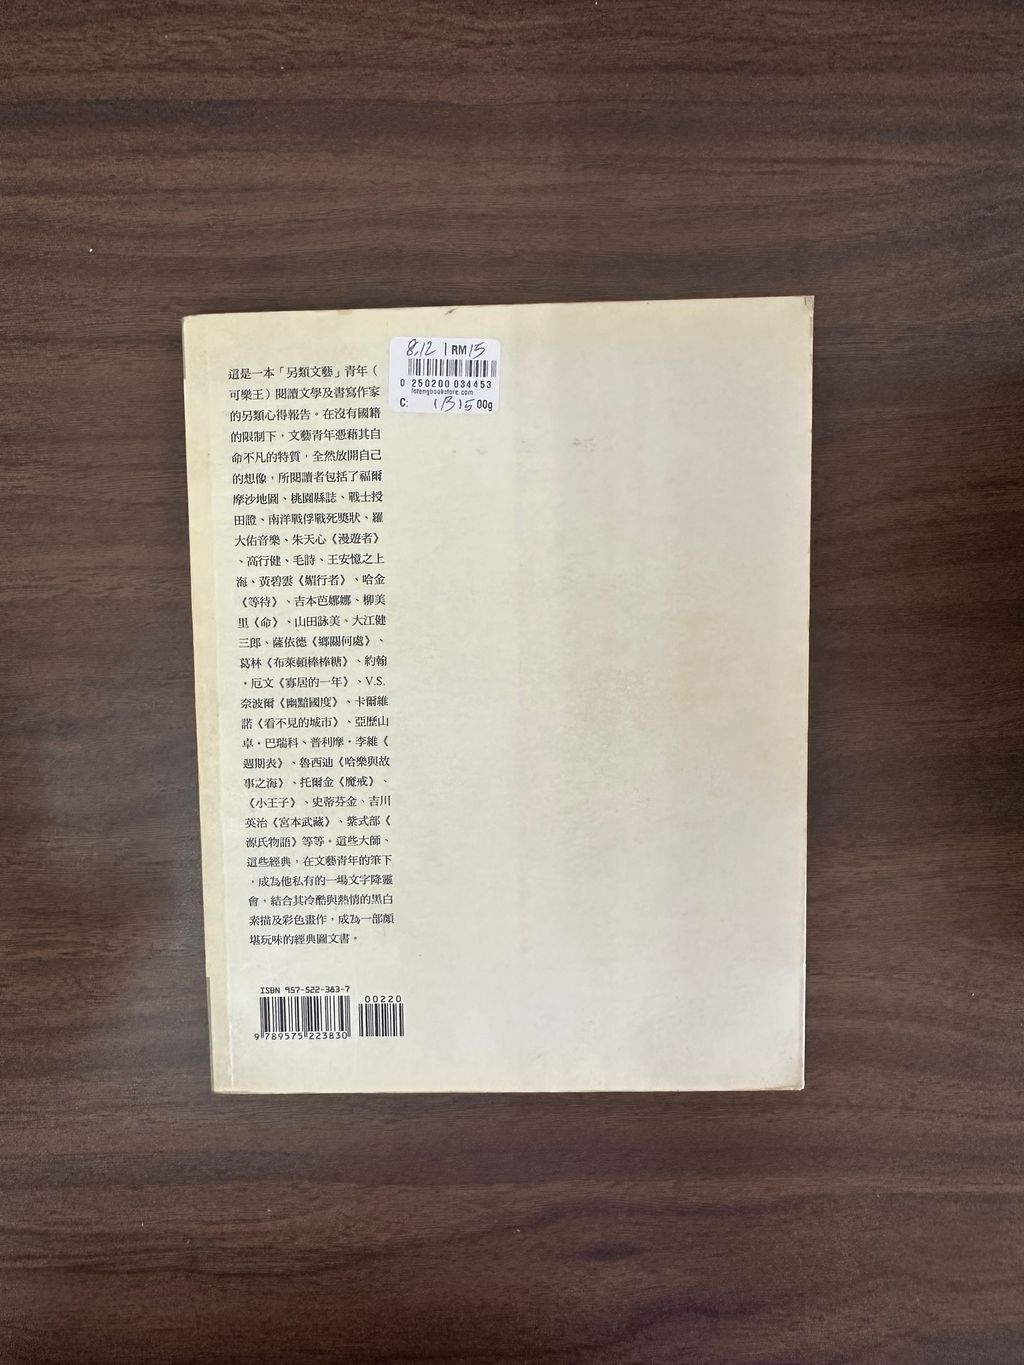 8,12 | RM 15
0 250200 034453
lotengbookstore.com
C: 1315 00g
這是一本「另類文藝」青年（
可樂王）閱讀文學及書寫作家
的另類心得報告。在沒有國籍
的限制下，文藝青年憑藉其自
命不凡的特質，全然放開自己
的想像，所閱讀者包括了福爾
摩沙地圖、桃園縣誌、戰士授
田證、南洋戰俘戰死獎狀、羅
大佑音樂、朱天心《漫遊者》
、高行健、毛詩、王安憶之上
海、黃碧雲《媚行者》、哈金
《等待》、吉本芭娜娜、柳美
里《命》、山田詠美、大江健
三郎、薩依德《鄉關何處》、
葛林《布萊頓棒棒糖》、約翰
・厄文《寡居的一年》、V.S.
奈波爾《幽黯國度》、卡爾維
諾《看不見的城市》、亞歷山
卓・巴瑞科、普利摩・李維《
週期表》、魯西迪《哈樂與故
事之海》、托爾金《魔戒》、
《小王子》、史蒂芬金、吉川
英治《宮本武藏》、紫式部《
源氏物語》等等。這些大師、
這些經典，在文藝青年的筆下
，成為他私有的一場文字降靈
會，結合其冷酷與熱情的黑白
素描及彩色畫作，成為一部頗
堪玩味的經典圖文書。
ISBN 957-522-383-7
00220
9 789575 223830